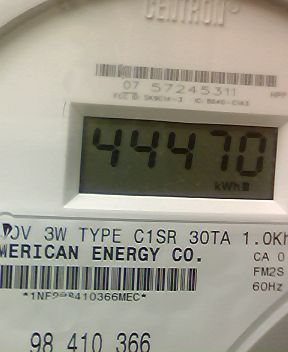 CENTRON®
07 57245311
44470
kWh
0V 3W TYPE C1SR 30TA 1.0Kh
MERICAN ENERGY CO. CA 0
FM2S
60Hz
98 410 366